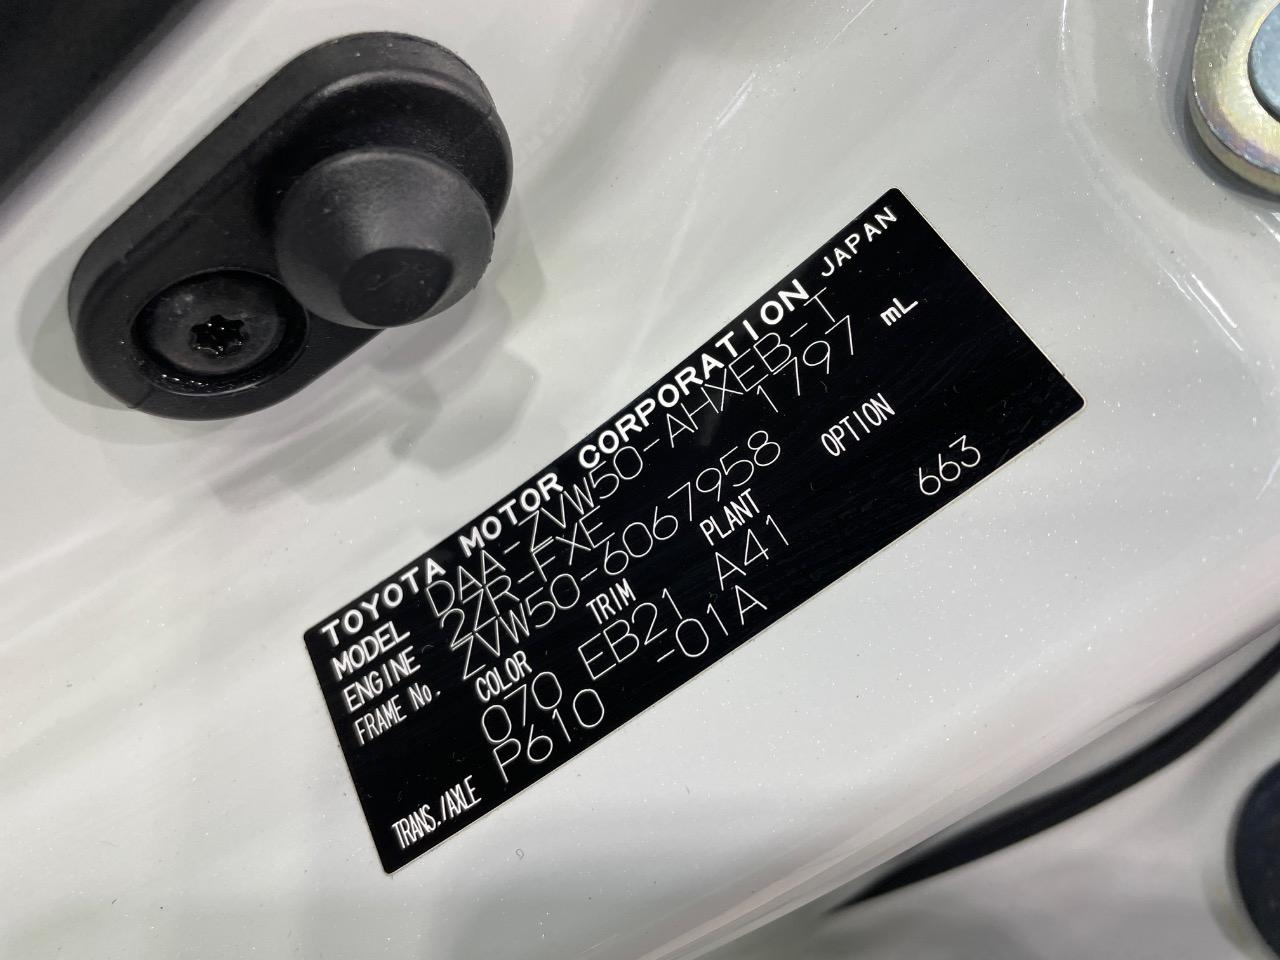 TOYOTA MOTOR CORPORATION JAPAN
MODEL DAA-ZVW50-AHXEB-T
ENGINE 2ZR-FXE 1797 mL
FRAME No. ZVW50-6067958
COLOR TRIM PLANT OPTION
070 EB21 A41 663
TRANS./AXLE P610 -01A